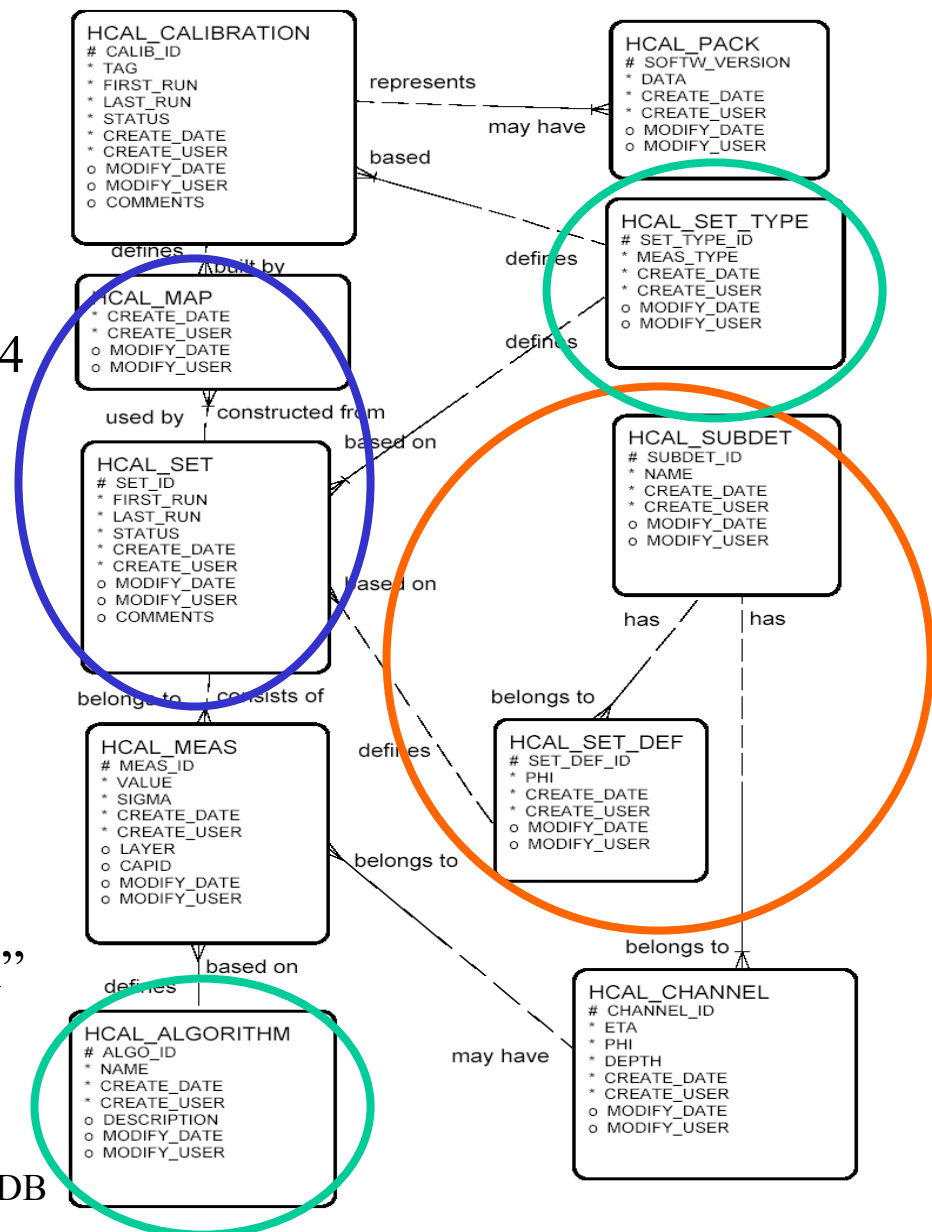 HCAL_CALIBRATION
# CALIB_ID
* TAG
* FIRST_RUN
* LAST_RUN
* STATUS
* CREATE_DATE
* CREATE_USER
o MODIFY_DATE
o MODIFY_USER
o COMMENTS
represents
may have
HCAL_PACK
# SOFTW_VERSION
* DATA
* CREATE_DATE
* CREATE_USER
o MODIFY_DATE
o MODIFY_USER
based
defines
HCAL_SET_TYPE
# SET_TYPE_ID
* MEAS_TYPE
* CREATE_DATE
* CREATE_USER
o MODIFY_DATE
o MODIFY_USER
defines
built by
HCAL_MAP
* CREATE_DATE
* CREATE_USER
o MODIFY_DATE
o MODIFY_USER
4
defines
based on
used by
constructed from
HCAL_SET
# SET_ID
* FIRST_RUN
* LAST_RUN
* STATUS
* CREATE_DATE
* CREATE_USER
o MODIFY_DATE
o MODIFY_USER
o COMMENTS
HCAL_SUBDET
# SUBDET_ID
* NAME
* CREATE_DATE
* CREATE_USER
o MODIFY_DATE
o MODIFY_USER
based on
defines
has
has
belongs to
HCAL_SET_DEF
# SET_DEF_ID
* PHI
* CREATE_DATE
* CREATE_USER
o MODIFY_DATE
o MODIFY_USER
belongs to
consists of
HCAL_MEAS
# MEAS_ID
* VALUE
* SIGMA
* CREATE_DATE
* CREATE_USER
o LAYER
o CAPID
o MODIFY_DATE
o MODIFY_USER
belongs to
may have
belongs to
HCAL_CHANNEL
# CHANNEL_ID
* ETA
* PHI
* DEPTH
* CREATE_DATE
* CREATE_USER
o MODIFY_DATE
o MODIFY_USER
”
based on
defines
HCAL_ALGORITHM
# ALGO_ID
* NAME
* CREATE_DATE
* CREATE_USER
o DESCRIPTION
o MODIFY_DATE
o MODIFY_USER
DB